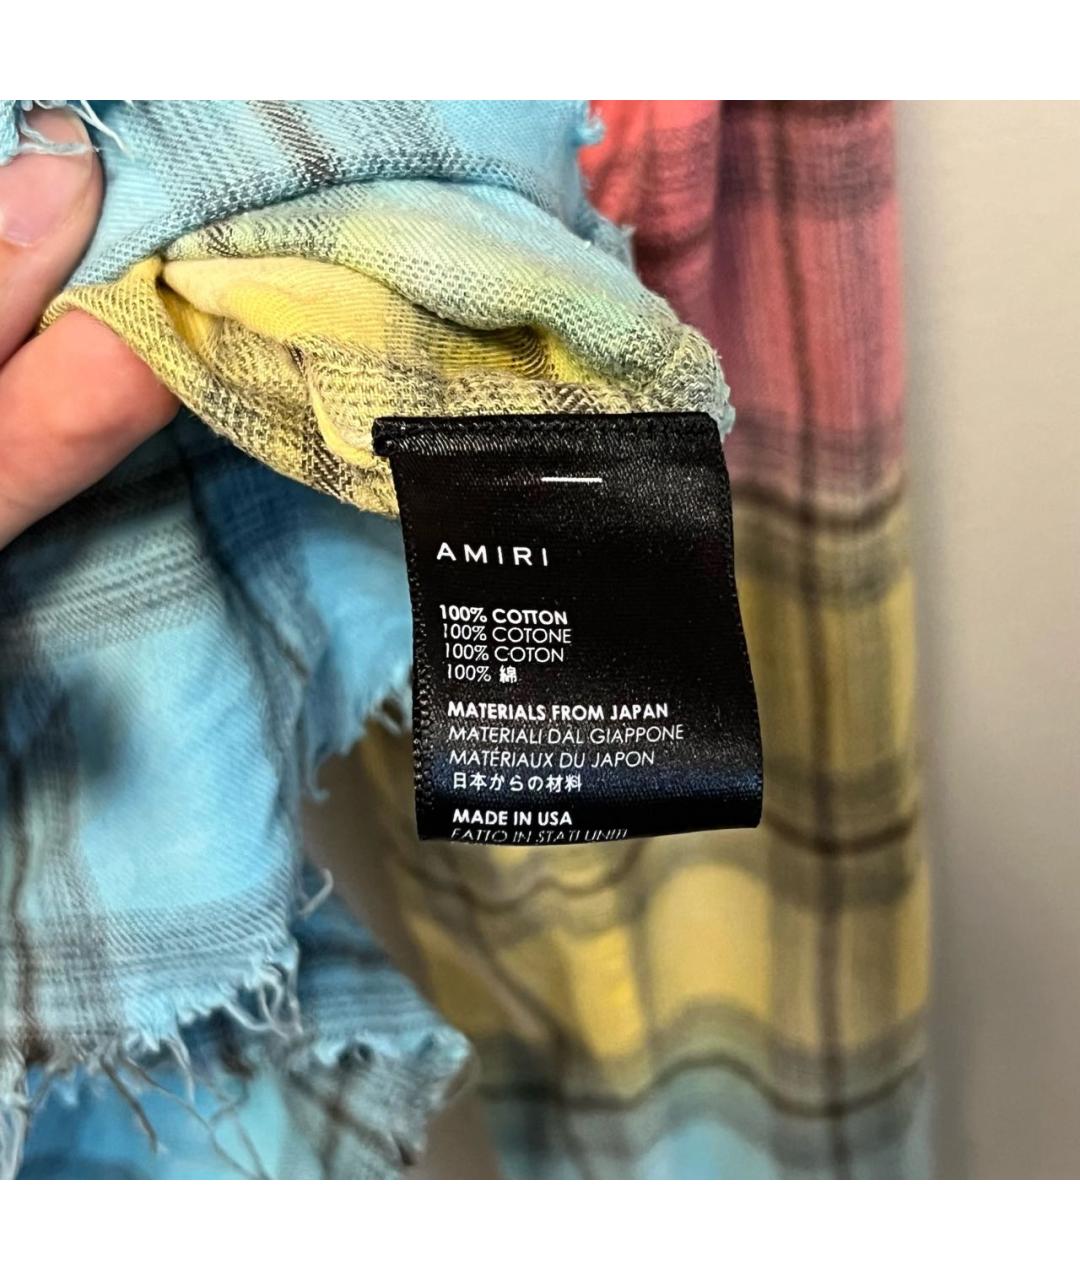 AMIRI
100% COTTON
100% COTONE
100% COTON
100% 綿
MATERIALS FROM JAPAN
MATERIALI DAL GIAPPONE
MATÉRIAUX DU JAPON
日本からの材料
MADE IN USA
FATTO IN STATI UNITI